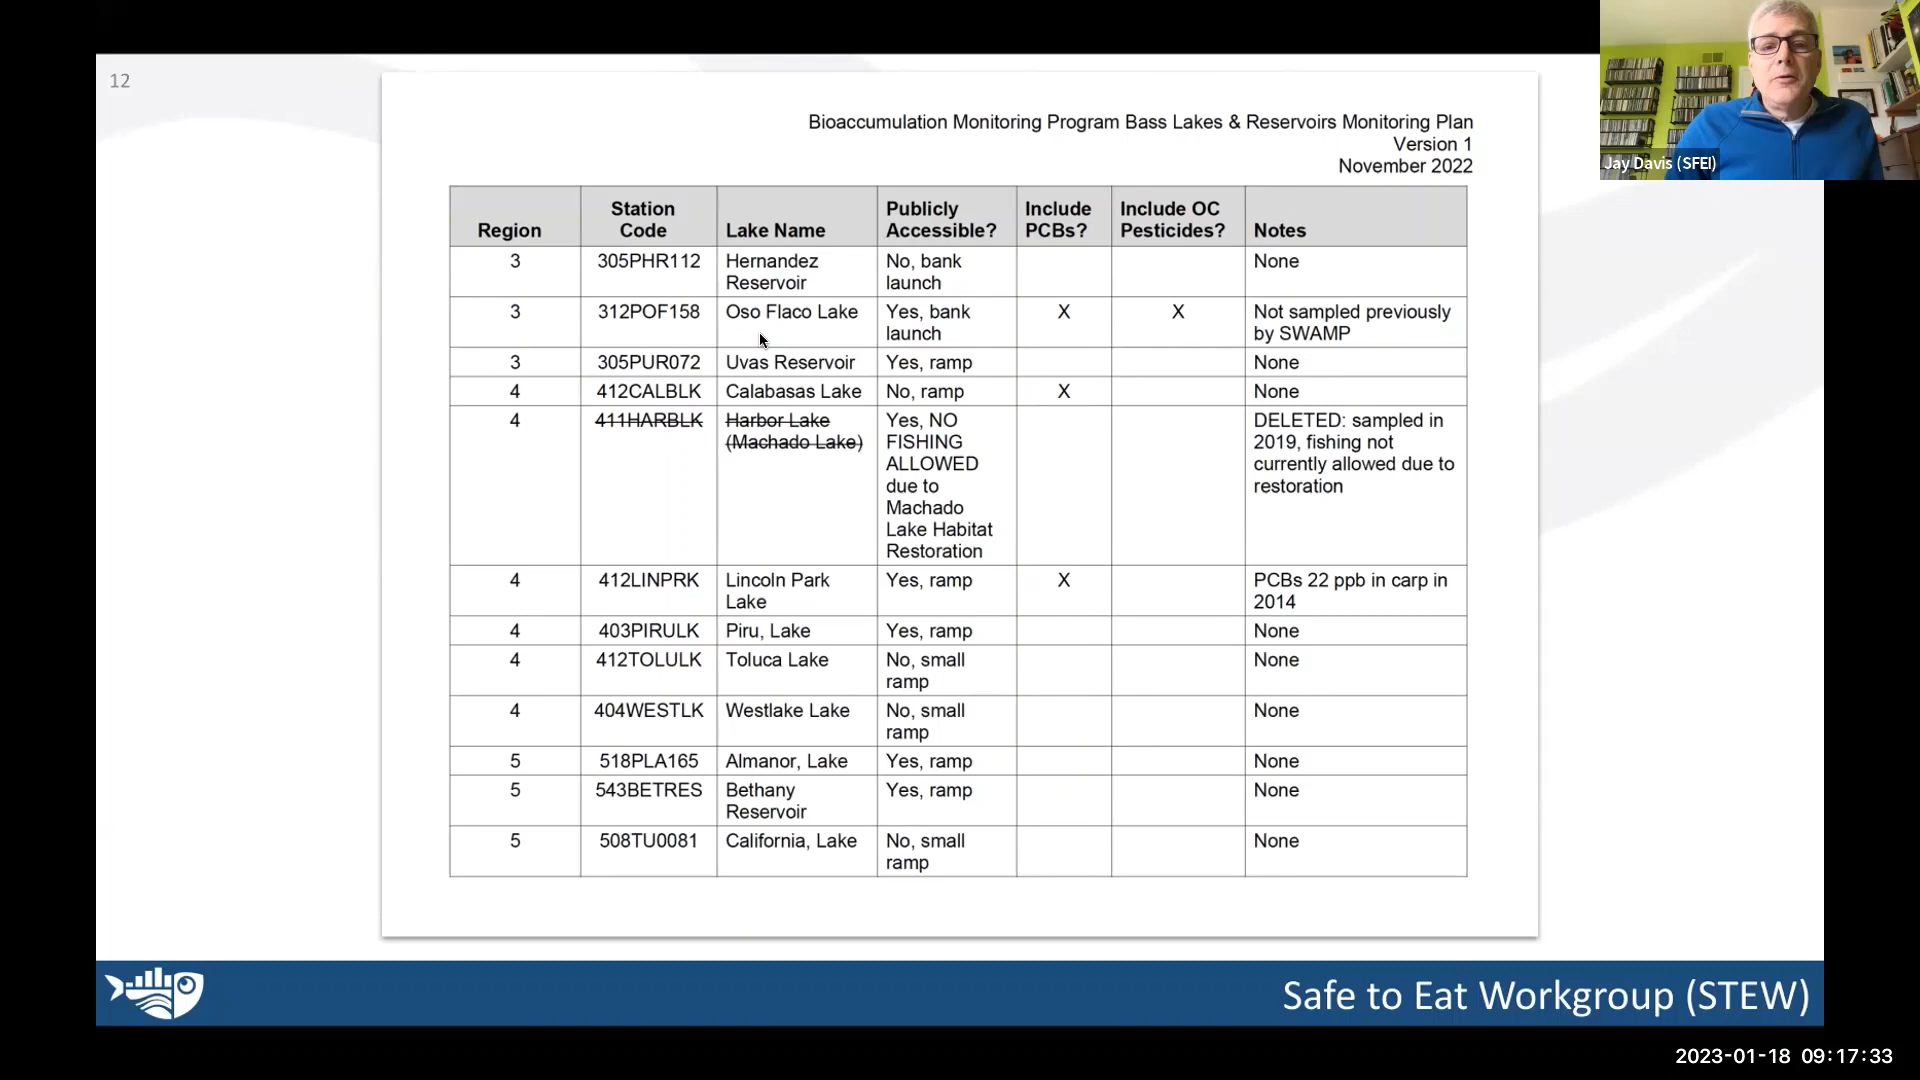 12
Jay Davis (SFEI)
Bioaccumulation Monitoring Program Bass Lakes & Reservoirs Monitoring Plan
Version 1
November 2022
Region Station Code Lake Name Publicly Accessible? Include PCBs? Include OC Pesticides? Notes
3 305PHR112 Hernandez Reservoir No, bank launch None
3 312POF158 Oso Flaco Lake Yes, bank launch X X Not sampled previously by SWAMP
3 305PUR072 Uvas Reservoir Yes, ramp None
4 412CALBLK Calabasas Lake No, ramp X None
4 411HARBLK Harbor Lake (Machado Lake) Yes, NO FISHING ALLOWED due to Machado Lake Habitat Restoration DELETED: sampled in 2019, fishing not currently allowed due to restoration
4 412LINPRK Lincoln Park Lake Yes, ramp X PCBs 22 ppb in carp in 2014
4 403PIRULK Piru, Lake Yes, ramp None
4 412TOLULK Toluca Lake No, small ramp None
4 404WESTLK Westlake Lake No, small ramp None
5 518PLA165 Almanor, Lake Yes, ramp None
5 543BETRES Bethany Reservoir Yes, ramp None
5 508TU0081 California, Lake No, small ramp None
Safe to Eat Workgroup (STEW)
2023-01-18 09:17:33